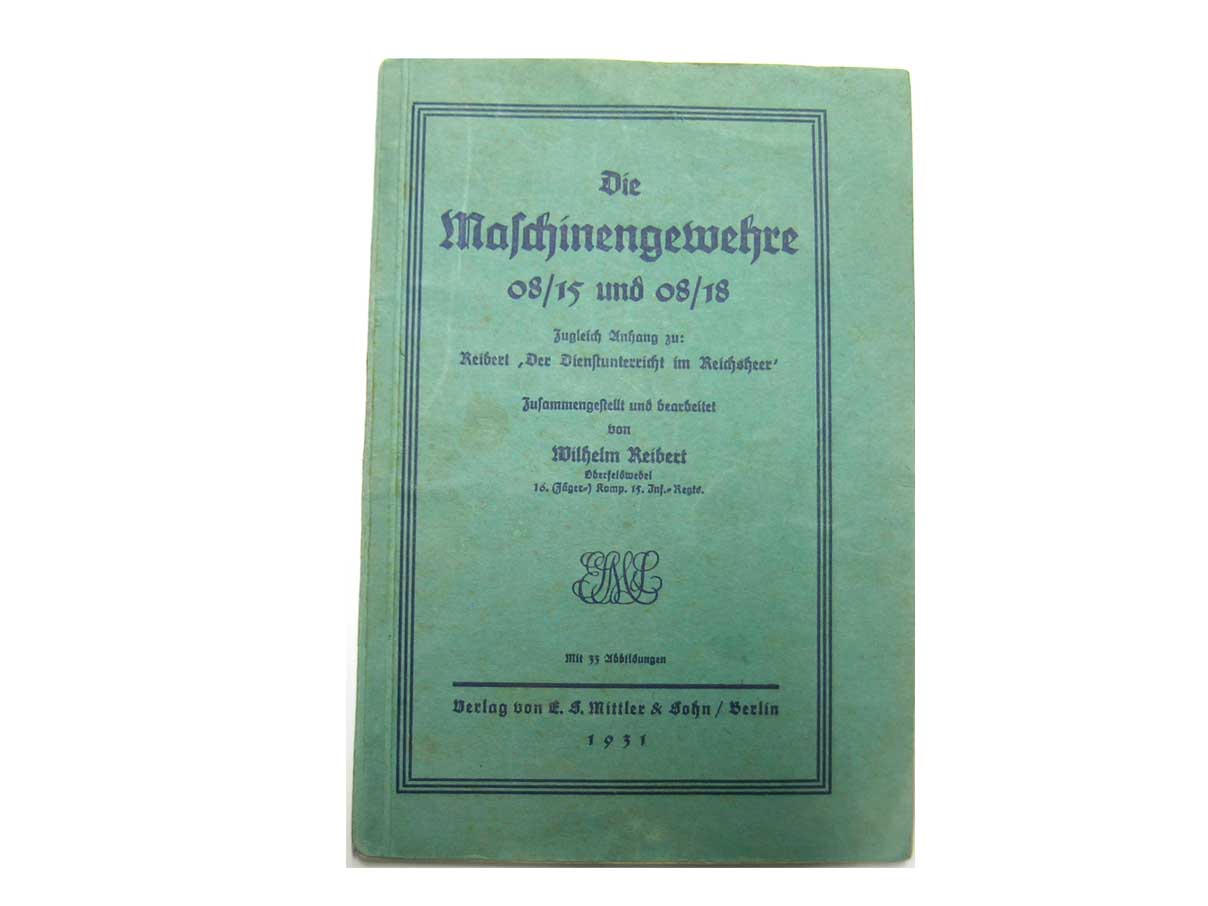 Die
Maſchinengewehre
08/15 und 08/18
Zugleich Anhang zu:
Reibert „Der Dienſtunterricht im Reichsheer“
Zuſammengeſtellt und bearbeitet
von
Wilhelm Reibert
Oberfeldwebel
16. (Jäger-) Komp. 15. Inf.-Regts.
Mit 33 Abbildungen
Verlag von E. S. Mittler & Sohn / Berlin
1931